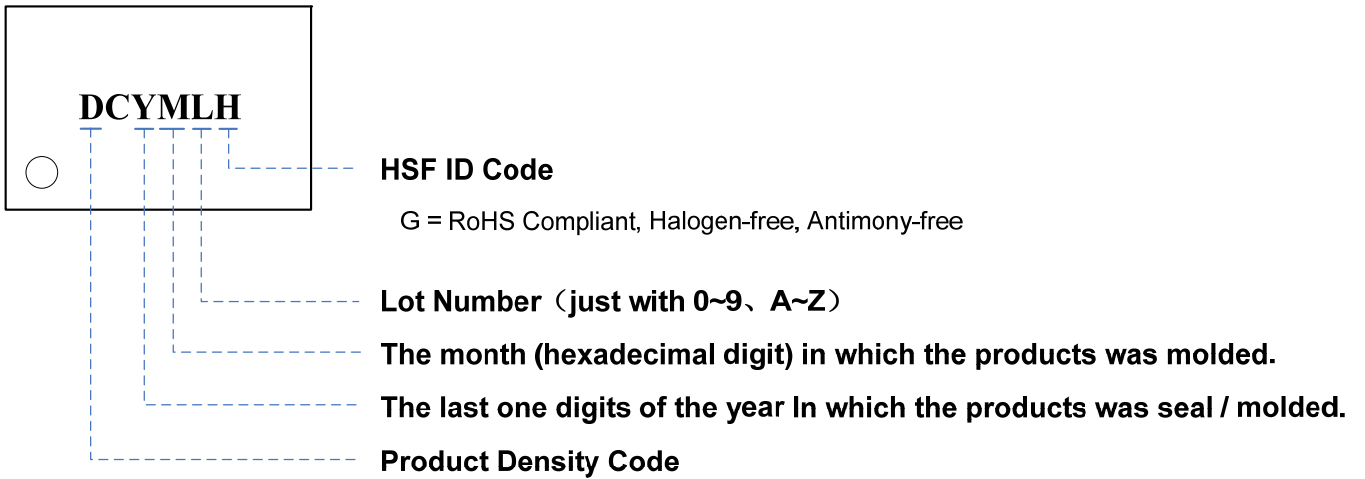 DCYMLH
HSF ID Code
G = RoHS Compliant, Halogen-free, Antimony-free
Lot Number（just with 0~9、A~Z）
The month (hexadecimal digit) in which the products was molded.
The last one digits of the year In which the products was seal / molded.
Product Density Code